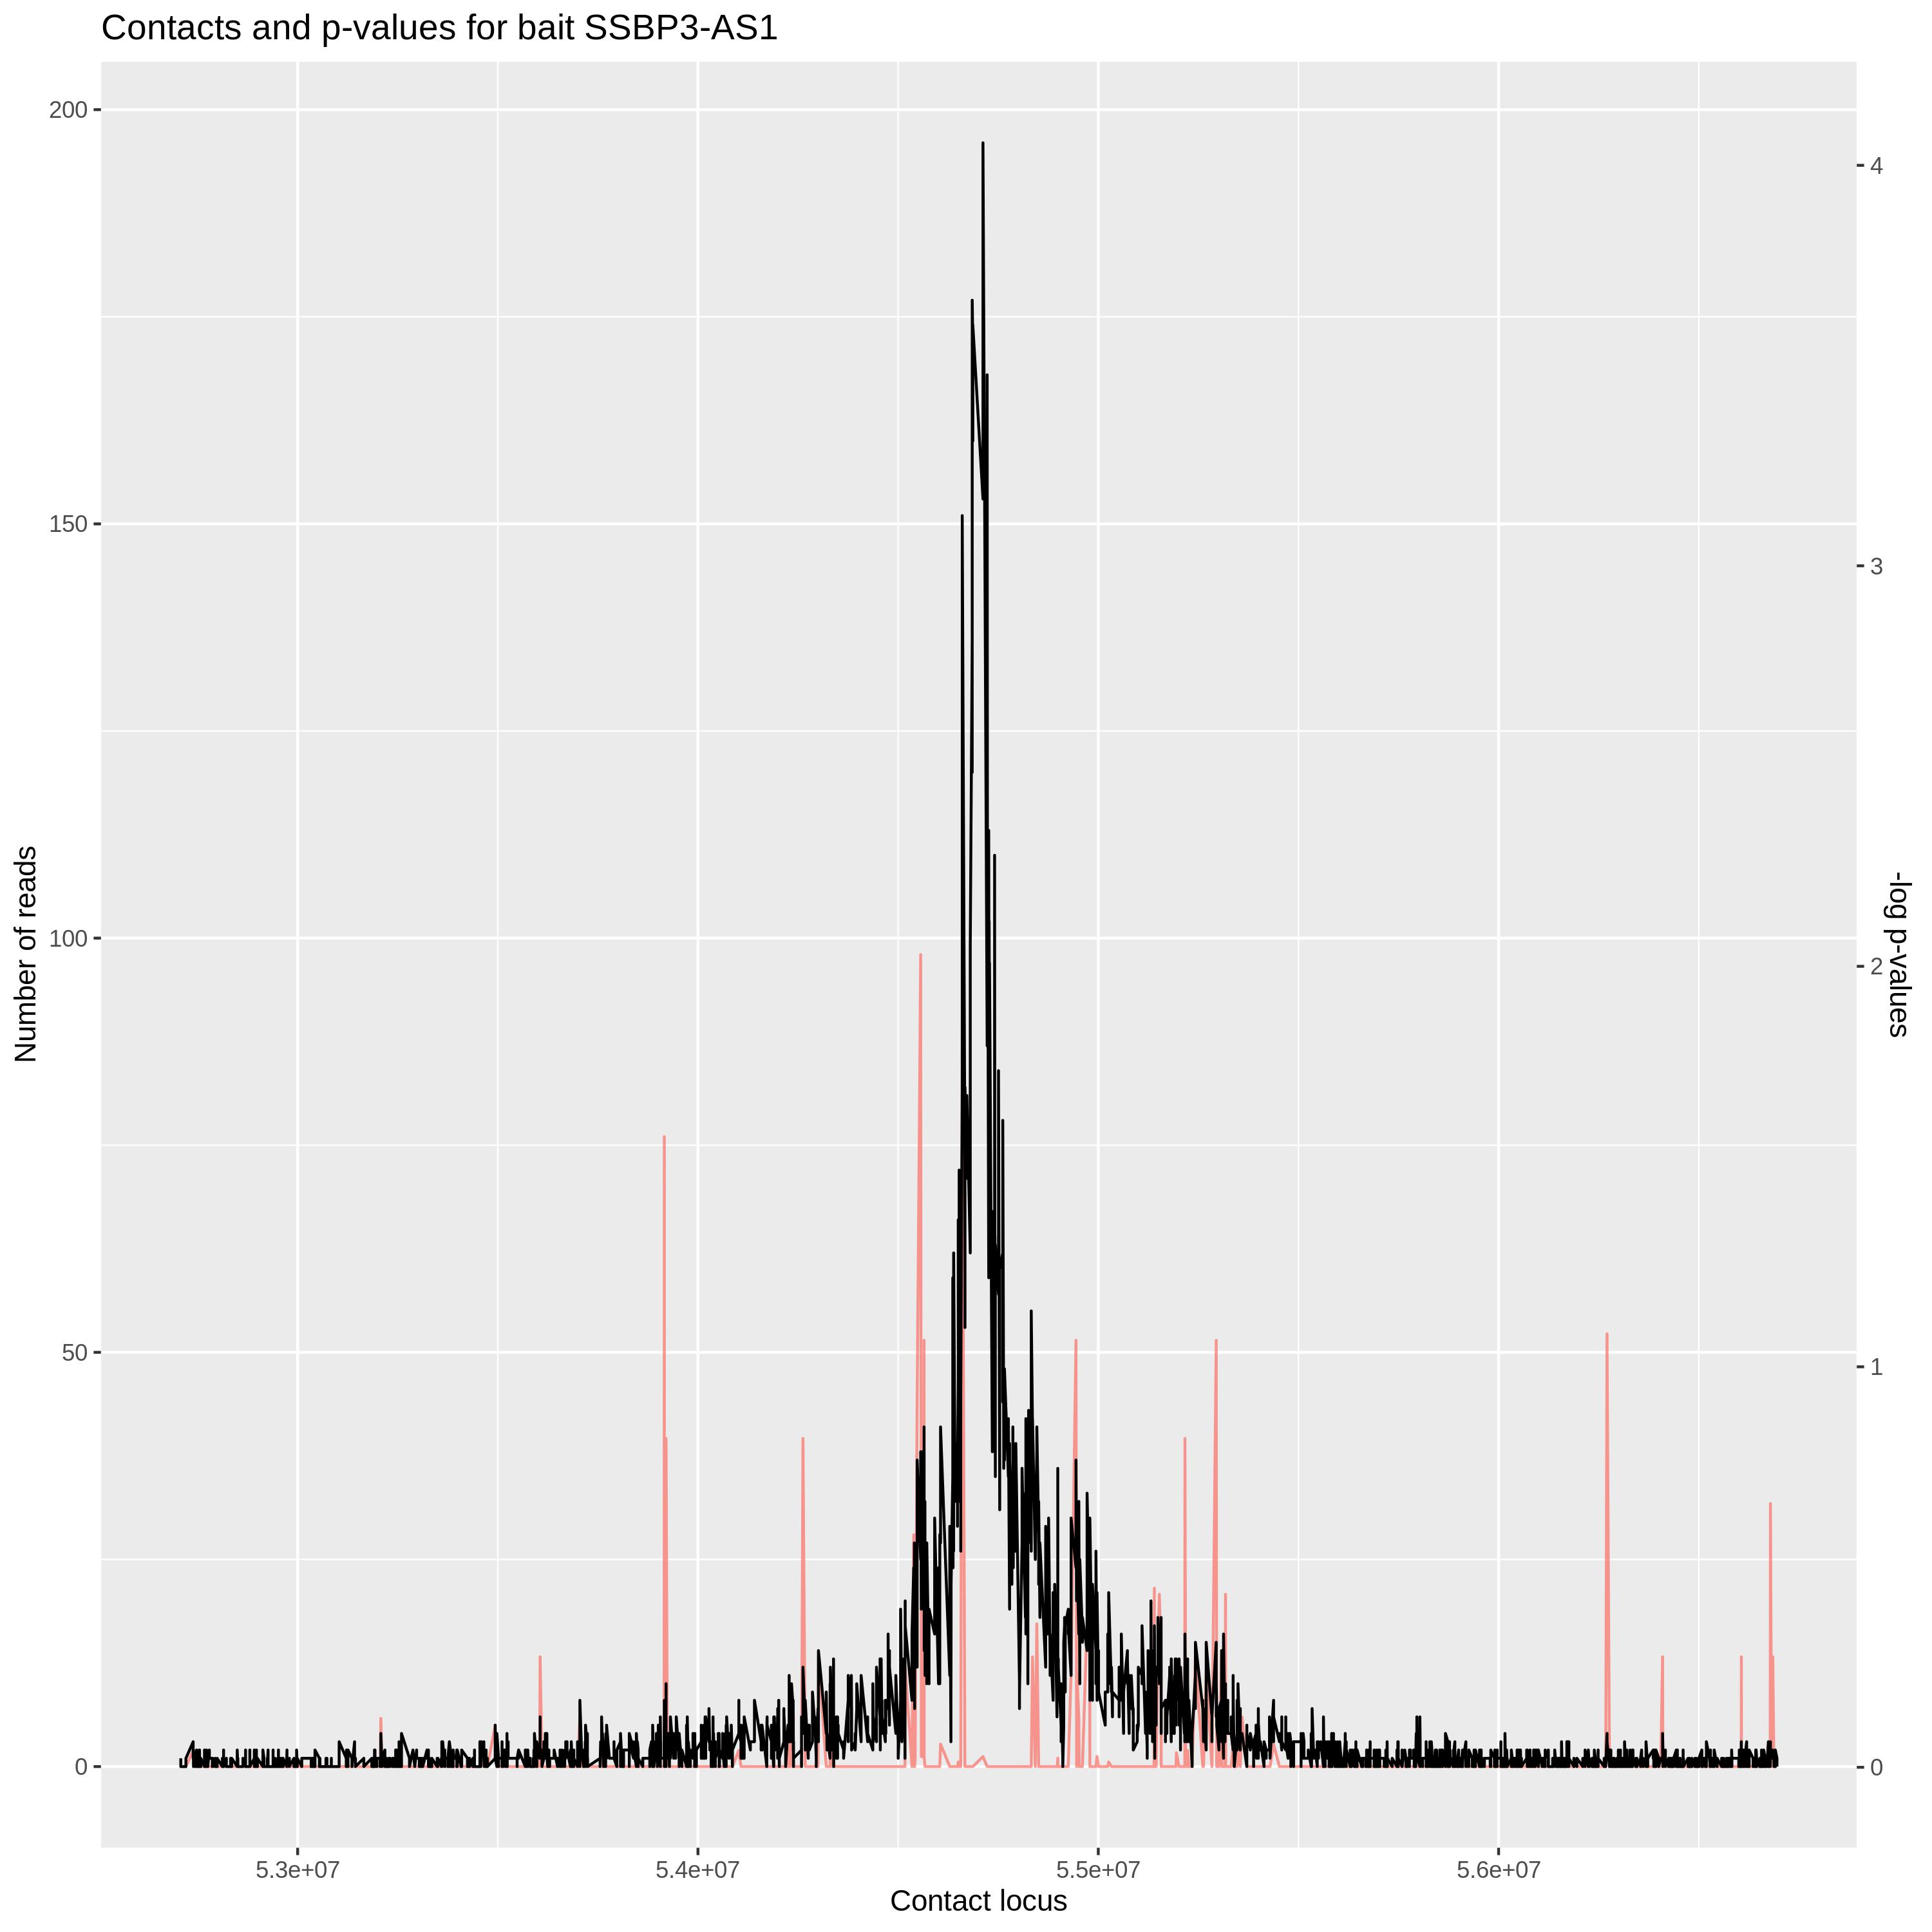 Contacts and p-values for bait SSBP3-AS1
200
150
100
50
0
4
3
2
1
0
Number of reads
-log p-values
5.3e+07
5.4e+07
5.5e+07
5.6e+07
Contact locus